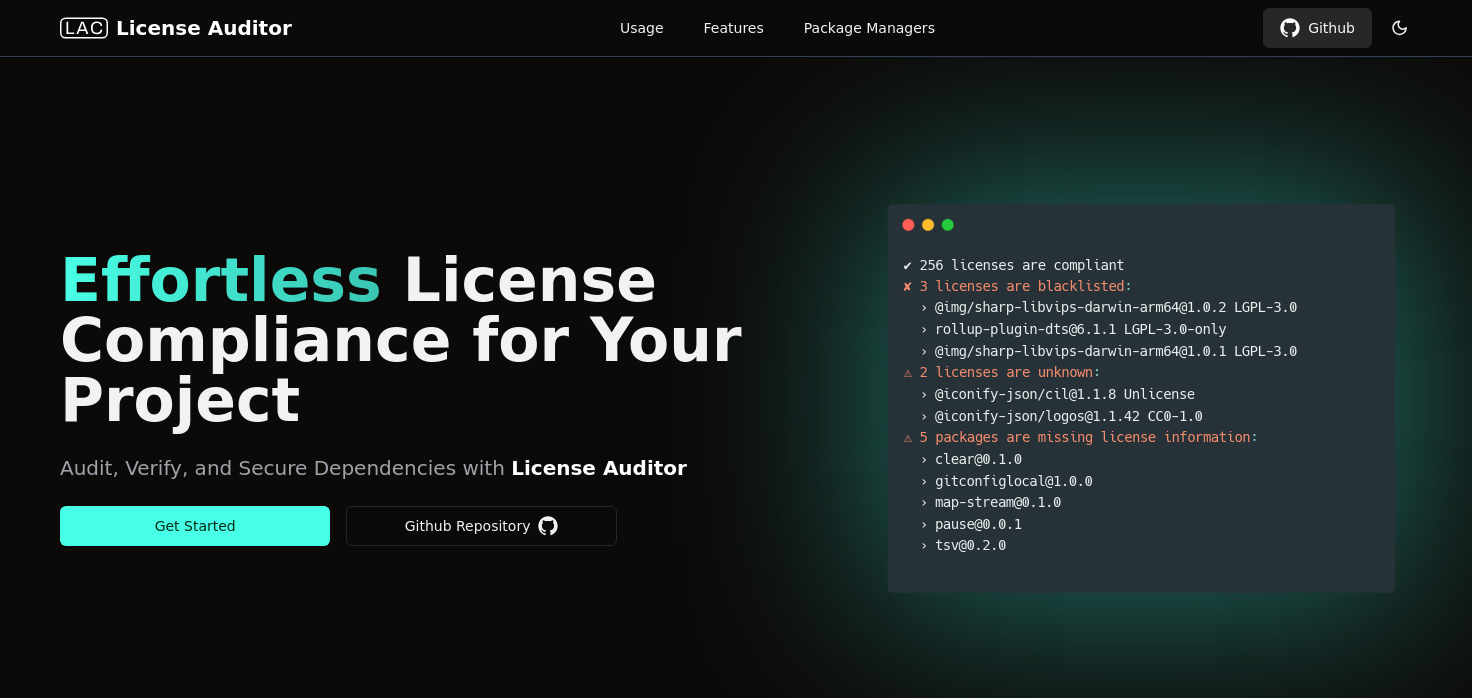 LAC License Auditor
Usage
Features
Package Managers
Github
Effortless License
Compliance for Your
Project
Audit, Verify, and Secure Dependencies with License Auditor
Get Started
Github Repository
✔ 256 licenses are compliant
✘ 3 licenses are blacklisted:
› @img/sharp-libvips-darwin-arm64@1.0.2 LGPL-3.0
› rollup-plugin-dts@6.1.1 LGPL-3.0-only
› @img/sharp-libvips-darwin-arm64@1.0.1 LGPL-3.0
⚠ 2 licenses are unknown:
› @iconify-json/cil@1.1.8 Unlicense
› @iconify-json/logos@1.1.42 CC0-1.0
⚠ 5 packages are missing license information:
› clear@0.1.0
› gitconfiglocal@1.0.0
› map-stream@0.1.0
› pause@0.0.1
› tsv@0.2.0